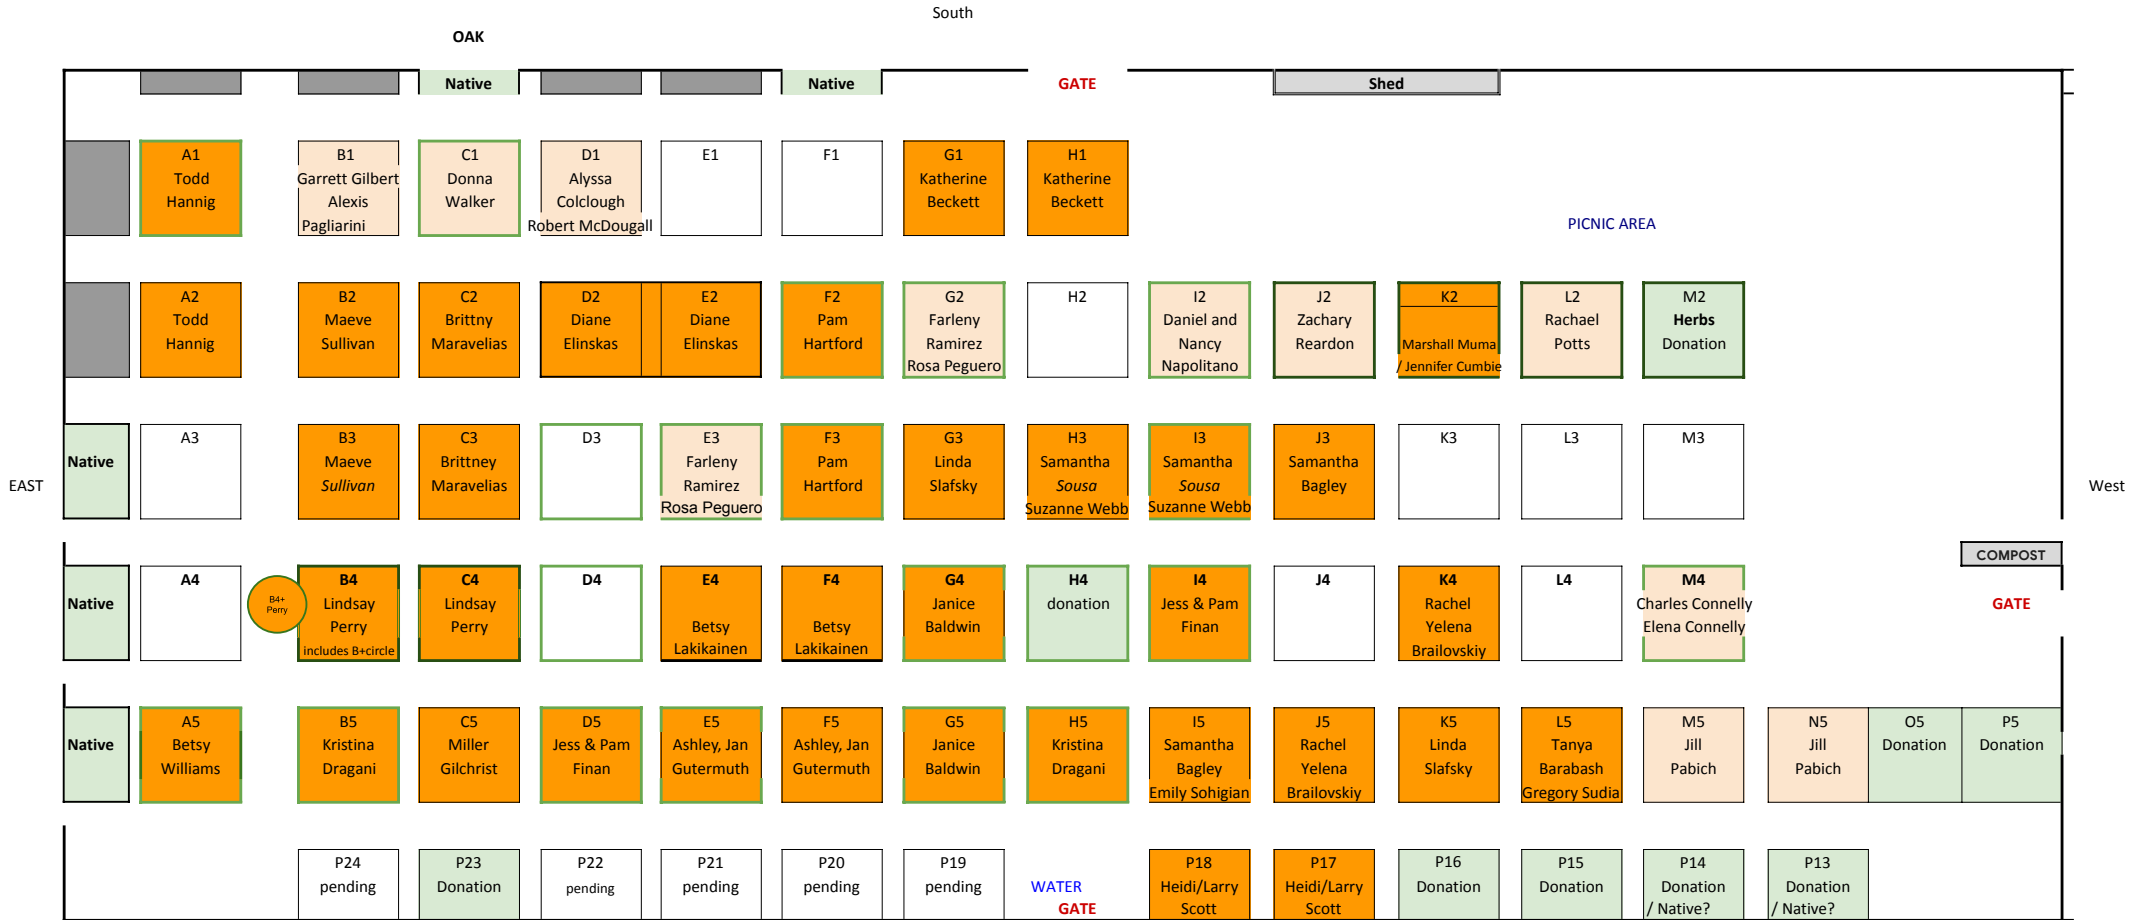 South
OAK
Native
Native
GATE
Shed
A1
Todd
Hannig
B1
Garrett Gilbert
Alexis
Pagliarini
C1
Donna
Walker
D1
Alyssa
Colclough
Robert McDougall
E1
F1
G1
Katherine
Beckett
H1
Katherine
Beckett
PICNIC AREA
A2
Todd
Hannig
B2
Maeve
Sullivan
C2
Brittny
Maravelias
D2
Diane
Elinskas
E2
Diane
Elinskas
F2
Pam
Hartford
G2
Farleny
Ramirez
Rosa Peguero
H2
I2
Daniel and
Nancy
Napolitano
J2
Zachary
Reardon
K2
Marshall Muma
/ Jennifer Cumbie
L2
Rachael
Potts
M2
Herbs
Donation
EAST
Native
A3
B3
Maeve
Sullivan
C3
Brittney
Maravelias
D3
E3
Farleny
Ramirez
Rosa Peguero
F3
Pam
Hartford
G3
Linda
Slafsky
H3
Samantha
Sousa
Suzanne Webb
I3
Samantha
Sousa
Suzanne Webb
J3
Samantha
Bagley
K3
L3
M3
West
COMPOST
Native
A4
B4+
Perry
B4
Lindsay
Perry
includes B+circle
C4
Lindsay
Perry
D4
E4
Betsy
Lakikainen
F4
Betsy
Lakikainen
G4
Janice
Baldwin
H4
donation
I4
Jess & Pam
Finan
J4
K4
Rachel
Yelena
Brailovskiy
L4
M4
Charles Connelly
Elena Connelly
GATE
Native
A5
Betsy
Williams
B5
Kristina
Dragani
C5
Miller
Gilchrist
D5
Jess & Pam
Finan
E5
Ashley, Jan
Gutermuth
F5
Ashley, Jan
Gutermuth
G5
Janice
Baldwin
H5
Kristina
Dragani
I5
Samantha
Bagley
Emily Sohigian
J5
Rachel
Yelena
Brailovskiy
K5
Linda
Slafsky
L5
Tanya
Barabash
Gregory Sudia
M5
Jill
Pabich
N5
Jill
Pabich
O5
Donation
P5
Donation
P24
pending
P23
Donation
P22
pending
P21
pending
P20
pending
P19
pending
WATER
GATE
P18
Heidi/Larry
Scott
P17
Heidi/Larry
Scott
P16
Donation
P15
Donation
P14
Donation
/ Native?
P13
Donation
/ Native?